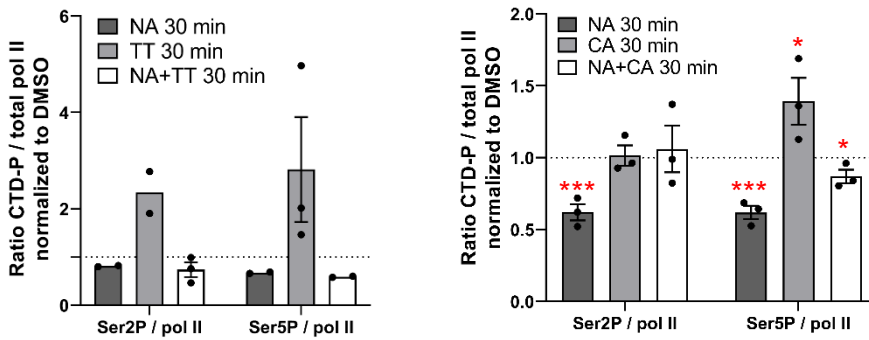 Ratio CTD-P / total pol II
normalized to DMSO
6
4
2
0
NA 30 min
TT 30 min
NA+TT 30 min
Ser2P / pol II
Ser5P / pol II
Ratio CTD-P / total pol II
normalized to DMSO
2.0
1.5
1.0
0.5
0.0
NA 30 min
CA 30 min
NA+CA 30 min
***
***
*
*
Ser2P / pol II
Ser5P / pol II